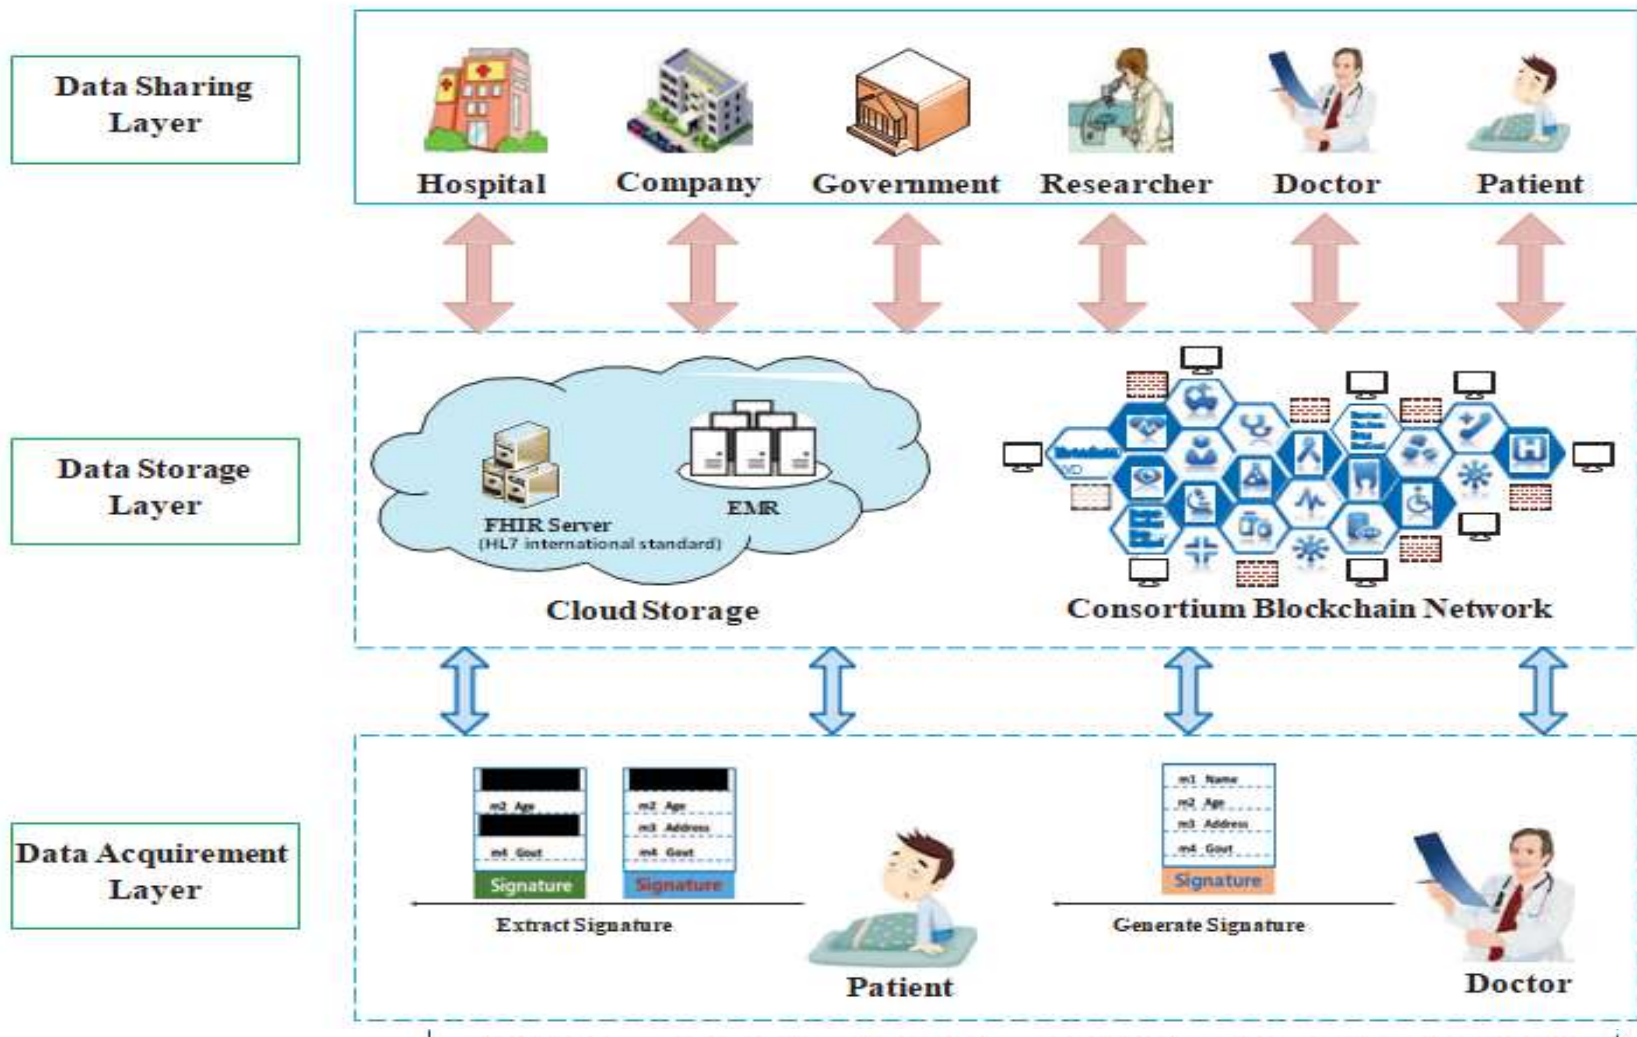 Data Sharing
Layer
Hospital
Company
Government
Researcher
Doctor
Patient
Data Storage
Layer
FHIR Server
(HL7 international standard)
EMR
Cloud Storage
Consortium Blockchain Network
Data Acquirement
Layer
m2 Age
m4 Gout
Signature
m2 Age
m3 Address
m4 Gout
Signature
Extract Signature
Patient
m1 Name
m2 Age
m3 Address
m4 Gout
Signature
Generate Signature
Doctor